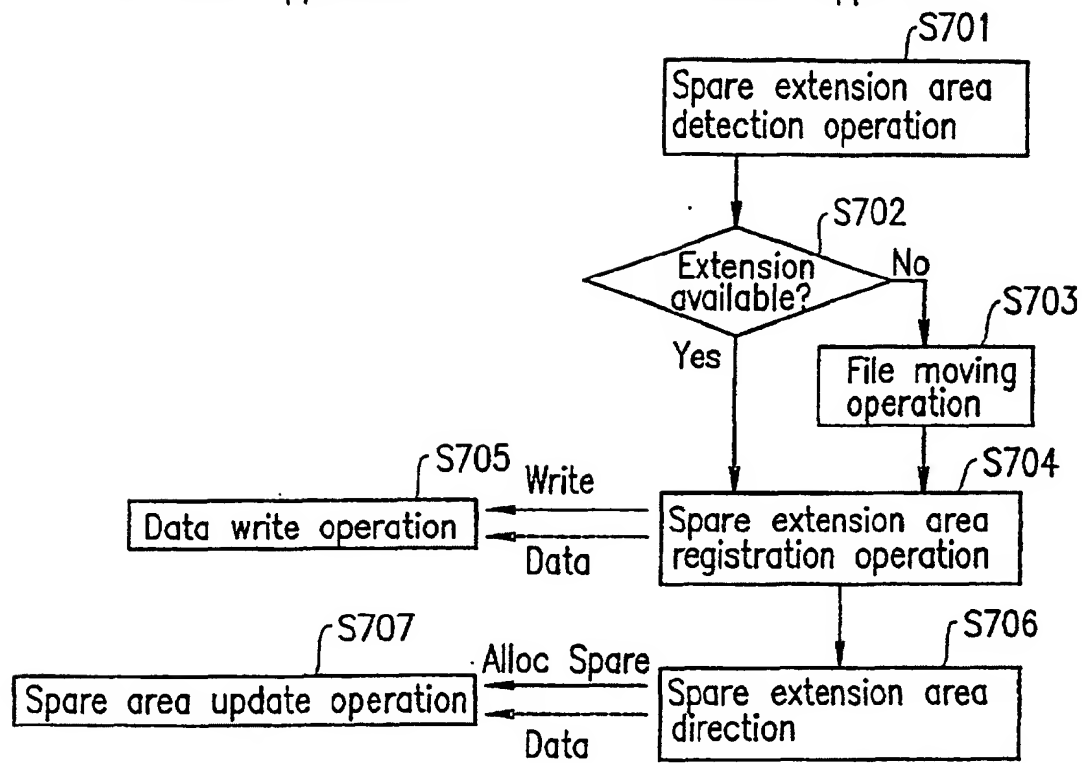 S701
Spare extension area
detection operation
S702
Extension
available?
No
Yes
S703
File moving
operation
S705
Data write operation
Write
Data
S704
Spare extension area
registration operation
S707
Spare area update operation
Alloc Spare
Data
S706
Spare extension area
direction